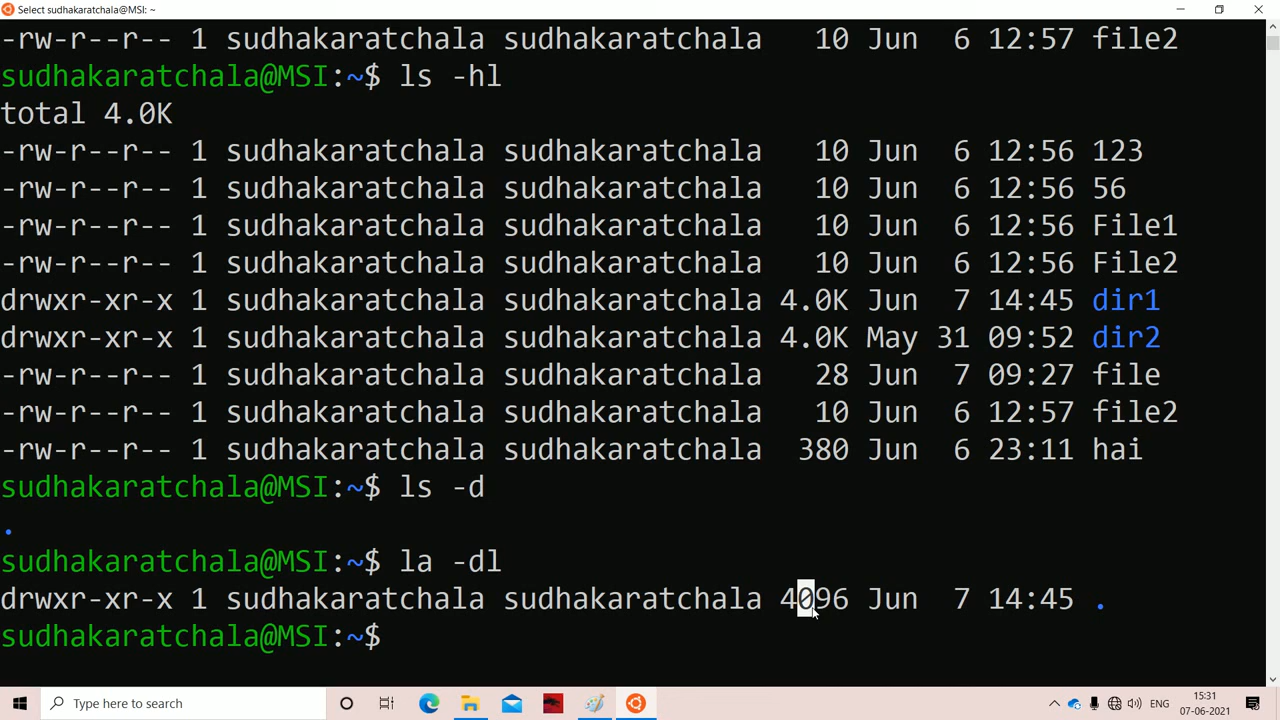 Select sudhakaratchala@MSI: ~
-rw-r--r-- 1 sudhakaratchala sudhakaratchala   10 Jun  6 12:57 file2
sudhakaratchala@MSI:~$ ls -hl
total 4.0K
-rw-r--r-- 1 sudhakaratchala sudhakaratchala   10 Jun  6 12:56 123
-rw-r--r-- 1 sudhakaratchala sudhakaratchala   10 Jun  6 12:56 56
-rw-r--r-- 1 sudhakaratchala sudhakaratchala   10 Jun  6 12:56 File1
-rw-r--r-- 1 sudhakaratchala sudhakaratchala   10 Jun  6 12:56 File2
drwxr-xr-x 1 sudhakaratchala sudhakaratchala 4.0K Jun  7 14:45 dir1
drwxr-xr-x 1 sudhakaratchala sudhakaratchala 4.0K May 31 09:52 dir2
-rw-r--r-- 1 sudhakaratchala sudhakaratchala   28 Jun  7 09:27 file
-rw-r--r-- 1 sudhakaratchala sudhakaratchala   10 Jun  6 12:57 file2
-rw-r--r-- 1 sudhakaratchala sudhakaratchala  380 Jun  6 23:11 hai
sudhakaratchala@MSI:~$ ls -d
.
sudhakaratchala@MSI:~$ la -dl
drwxr-xr-x 1 sudhakaratchala sudhakaratchala 4096 Jun  7 14:45 .
sudhakaratchala@MSI:~$
Type here to search
ENG
15:31
07-06-2021